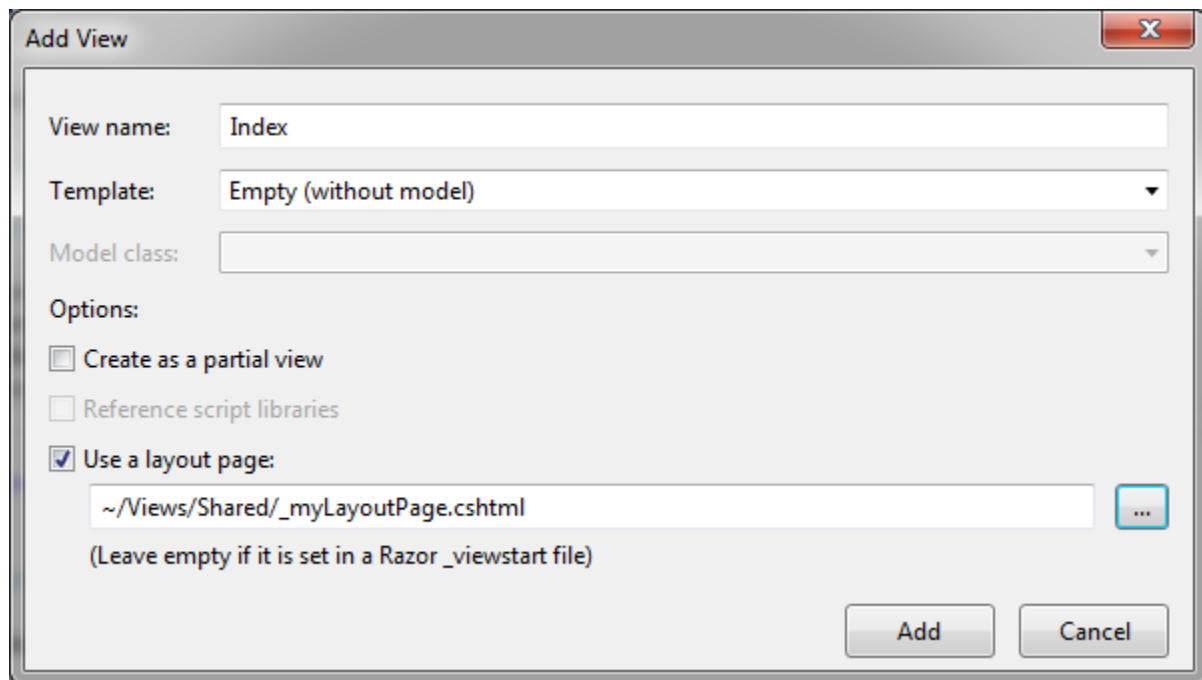 Add View
View name: Index
Template: Empty (without model)
Model class:
Options:
Create as a partial view
Reference script libraries
Use a layout page:
~/Views/Shared/_myLayoutPage.cshtml
...
(Leave empty if it is set in a Razor _viewstart file)
Add Cancel